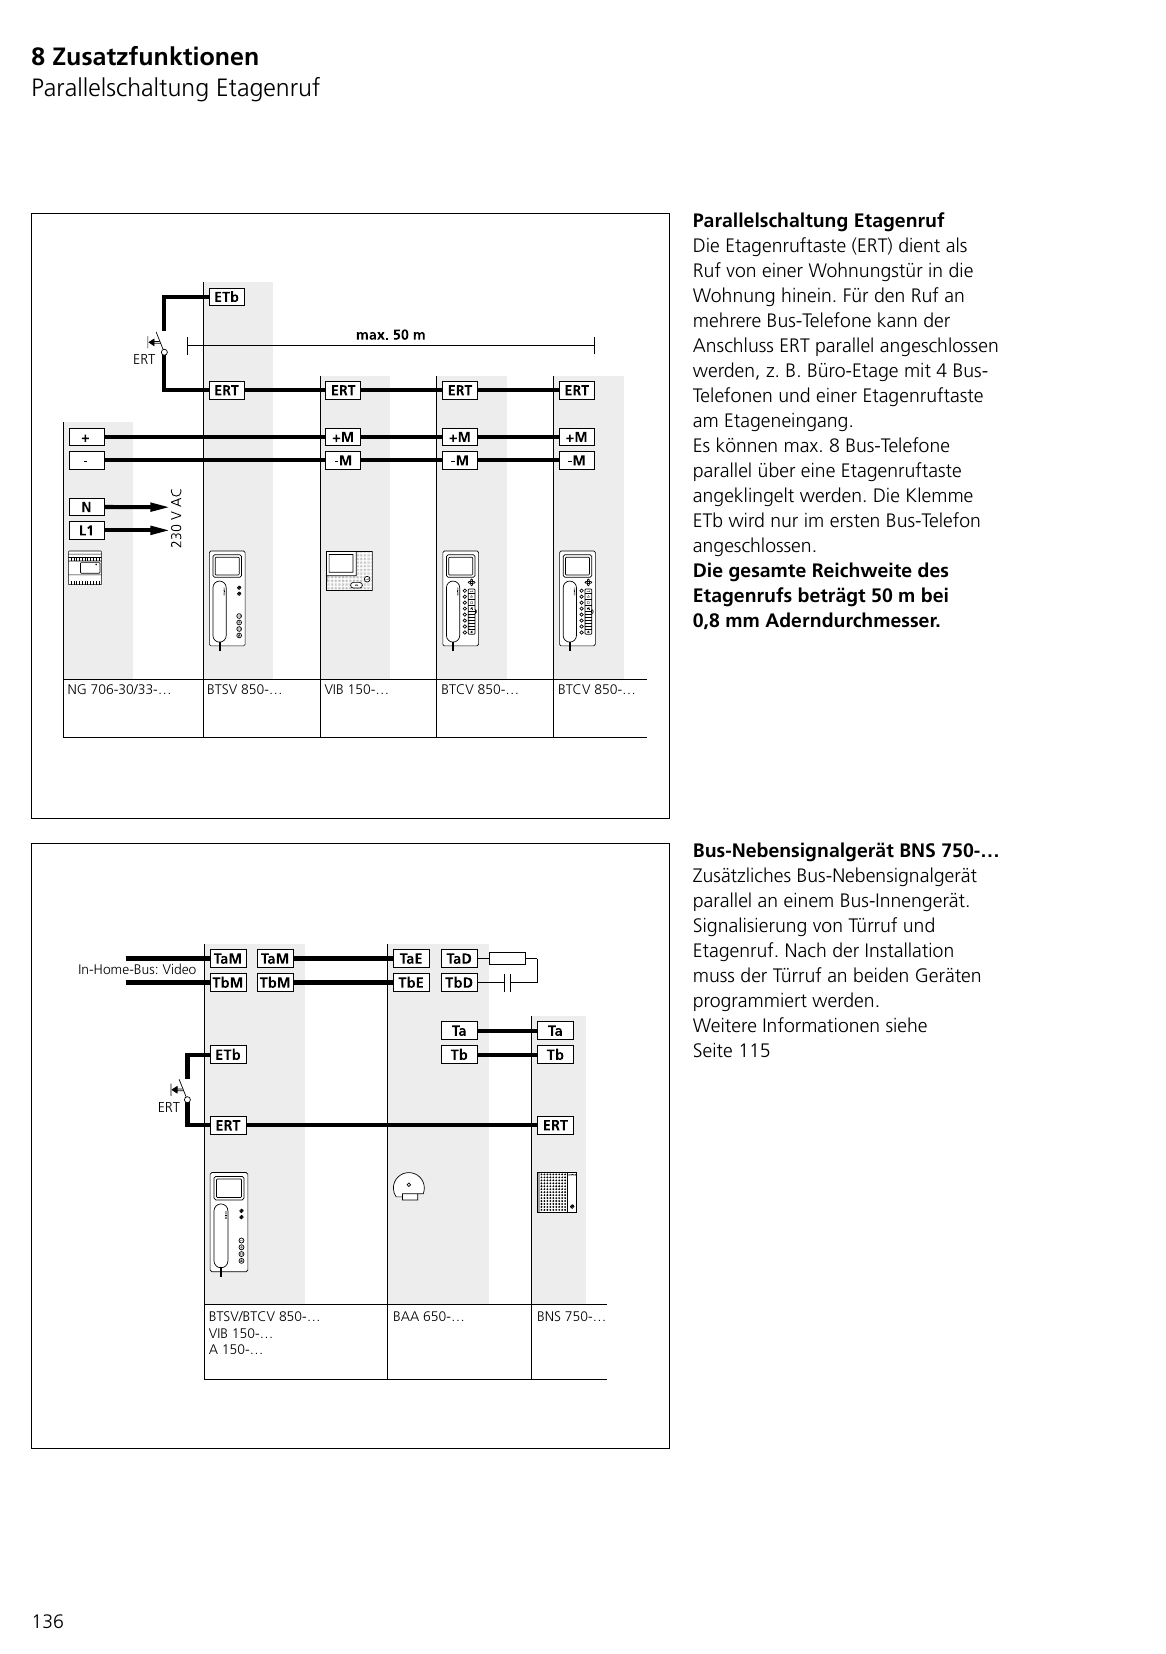 8 Zusatzfunktionen
Parallelschaltung Etagenruf
ETb
max. 50 m
ERT
ERT ERT ERT ERT
+ +M +M +M
- -M -M -M
N
L1
230 V AC
NG 706-30/33-… BTSV 850-… VIB 150-… BTCV 850-… BTCV 850-…
Parallelschaltung Etagenruf
Die Etagenruftaste (ERT) dient als
Ruf von einer Wohnungstür in die
Wohnung hinein. Für den Ruf an
mehrere Bus-Telefone kann der
Anschluss ERT parallel angeschlossen
werden, z. B. Büro-Etage mit 4 Bus-
Telefonen und einer Etagenruftaste
am Etageneingang.
Es können max. 8 Bus-Telefone
parallel über eine Etagenruftaste
angeklingelt werden. Die Klemme
ETb wird nur im ersten Bus-Telefon
angeschlossen.
Die gesamte Reichweite des
Etagenrufs beträgt 50 m bei
0,8 mm Aderndurchmesser.
TaM TaM TaE TaD
In-Home-Bus: Video
TbM TbM TbE TbD
Ta Ta
ETb Tb Tb
ERT
ERT ERT
BTSV/BTCV 850-… BAA 650-… BNS 750-…
VIB 150-…
A 150-…
Bus-Nebensignalgerät BNS 750-…
Zusätzliches Bus-Nebensignalgerät
parallel an einem Bus-Innengerät.
Signalisierung von Türruf und
Etagenruf. Nach der Installation
muss der Türruf an beiden Geräten
programmiert werden.
Weitere Informationen siehe
Seite 115
136